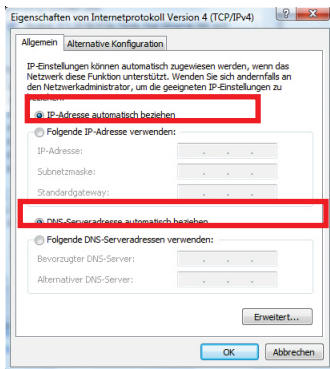 Eigenschaften von Internetprotokoll Version 4 (TCP/IPv4)
Allgemein Alternative Konfiguration
IP-Einstellungen können automatisch zugewiesen werden, wenn das
Netzwerk diese Funktion unterstützt. Wenden Sie sich andernfalls an
den Netzwerkadministrator, um die geeigneten IP-Einstellungen zu
IP-Adresse automatisch beziehen
Folgende IP-Adresse verwenden:
IP-Adresse:
Subnetzmaske:
Standardgateway:
DNS-Serveradresse automatisch beziehen
Folgende DNS-Serveradressen verwenden:
Bevorzugter DNS-Server:
Alternativer DNS-Server:
Erweitert...
OK Abbrechen